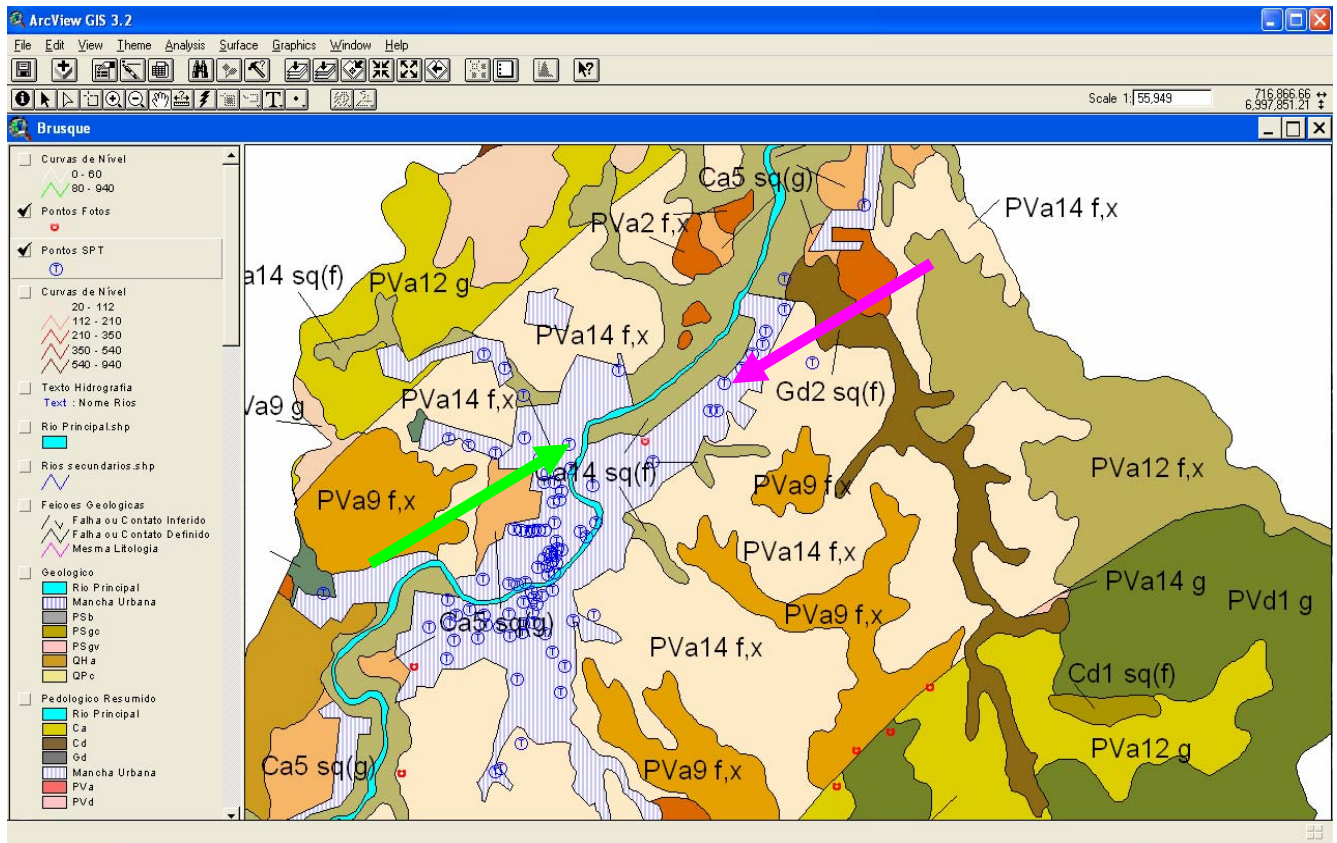 ArcView GIS 3.2
File Edit View Theme Analysis Surface Graphics Window Help
Scale 1: 55,949
716,866.66
6,997,851.21
Brusque
Curvas de Nível
0 - 60
80 - 940
Pontos Fotos
Pontos SPT
Curvas de Nível
20 - 112
112 - 210
210 - 350
350 - 540
540 - 940
Texto Hidrografia
Text : Nome Rios
Rio Principal.shp
Rios secundarios.shp
Feicoes Geologicas
Falha ou Contato Inferido
Falha ou Contato Definido
Mesma Litologia
Geologico
Rio Principal
Mancha Urbana
PSb
PSgc
PSgv
QHa
QPc
Pedologico Resumido
Rio Principal
Ca
Cd
Gd
Mancha Urbana
PVa
PVd
Ca5 sq(g)
PVa14 f,x
PVa2 f,x
a14 sq(f)
PVa12 g
PVa14 f,x
Gd2 sq(f)
Va9 g
PVa14 f,x
Ca14 sq(f)
PVa12 f,x
PVa9 f,x
PVa9 f,x
PVa14 f,x
PVa14 g
PVd1 g
PVa9 f,x
Ca5 sq(g)
PVa14 f,x
Cd1 sq(f)
PVa12 g
Ca5 sq(g)
PVa9 f,x